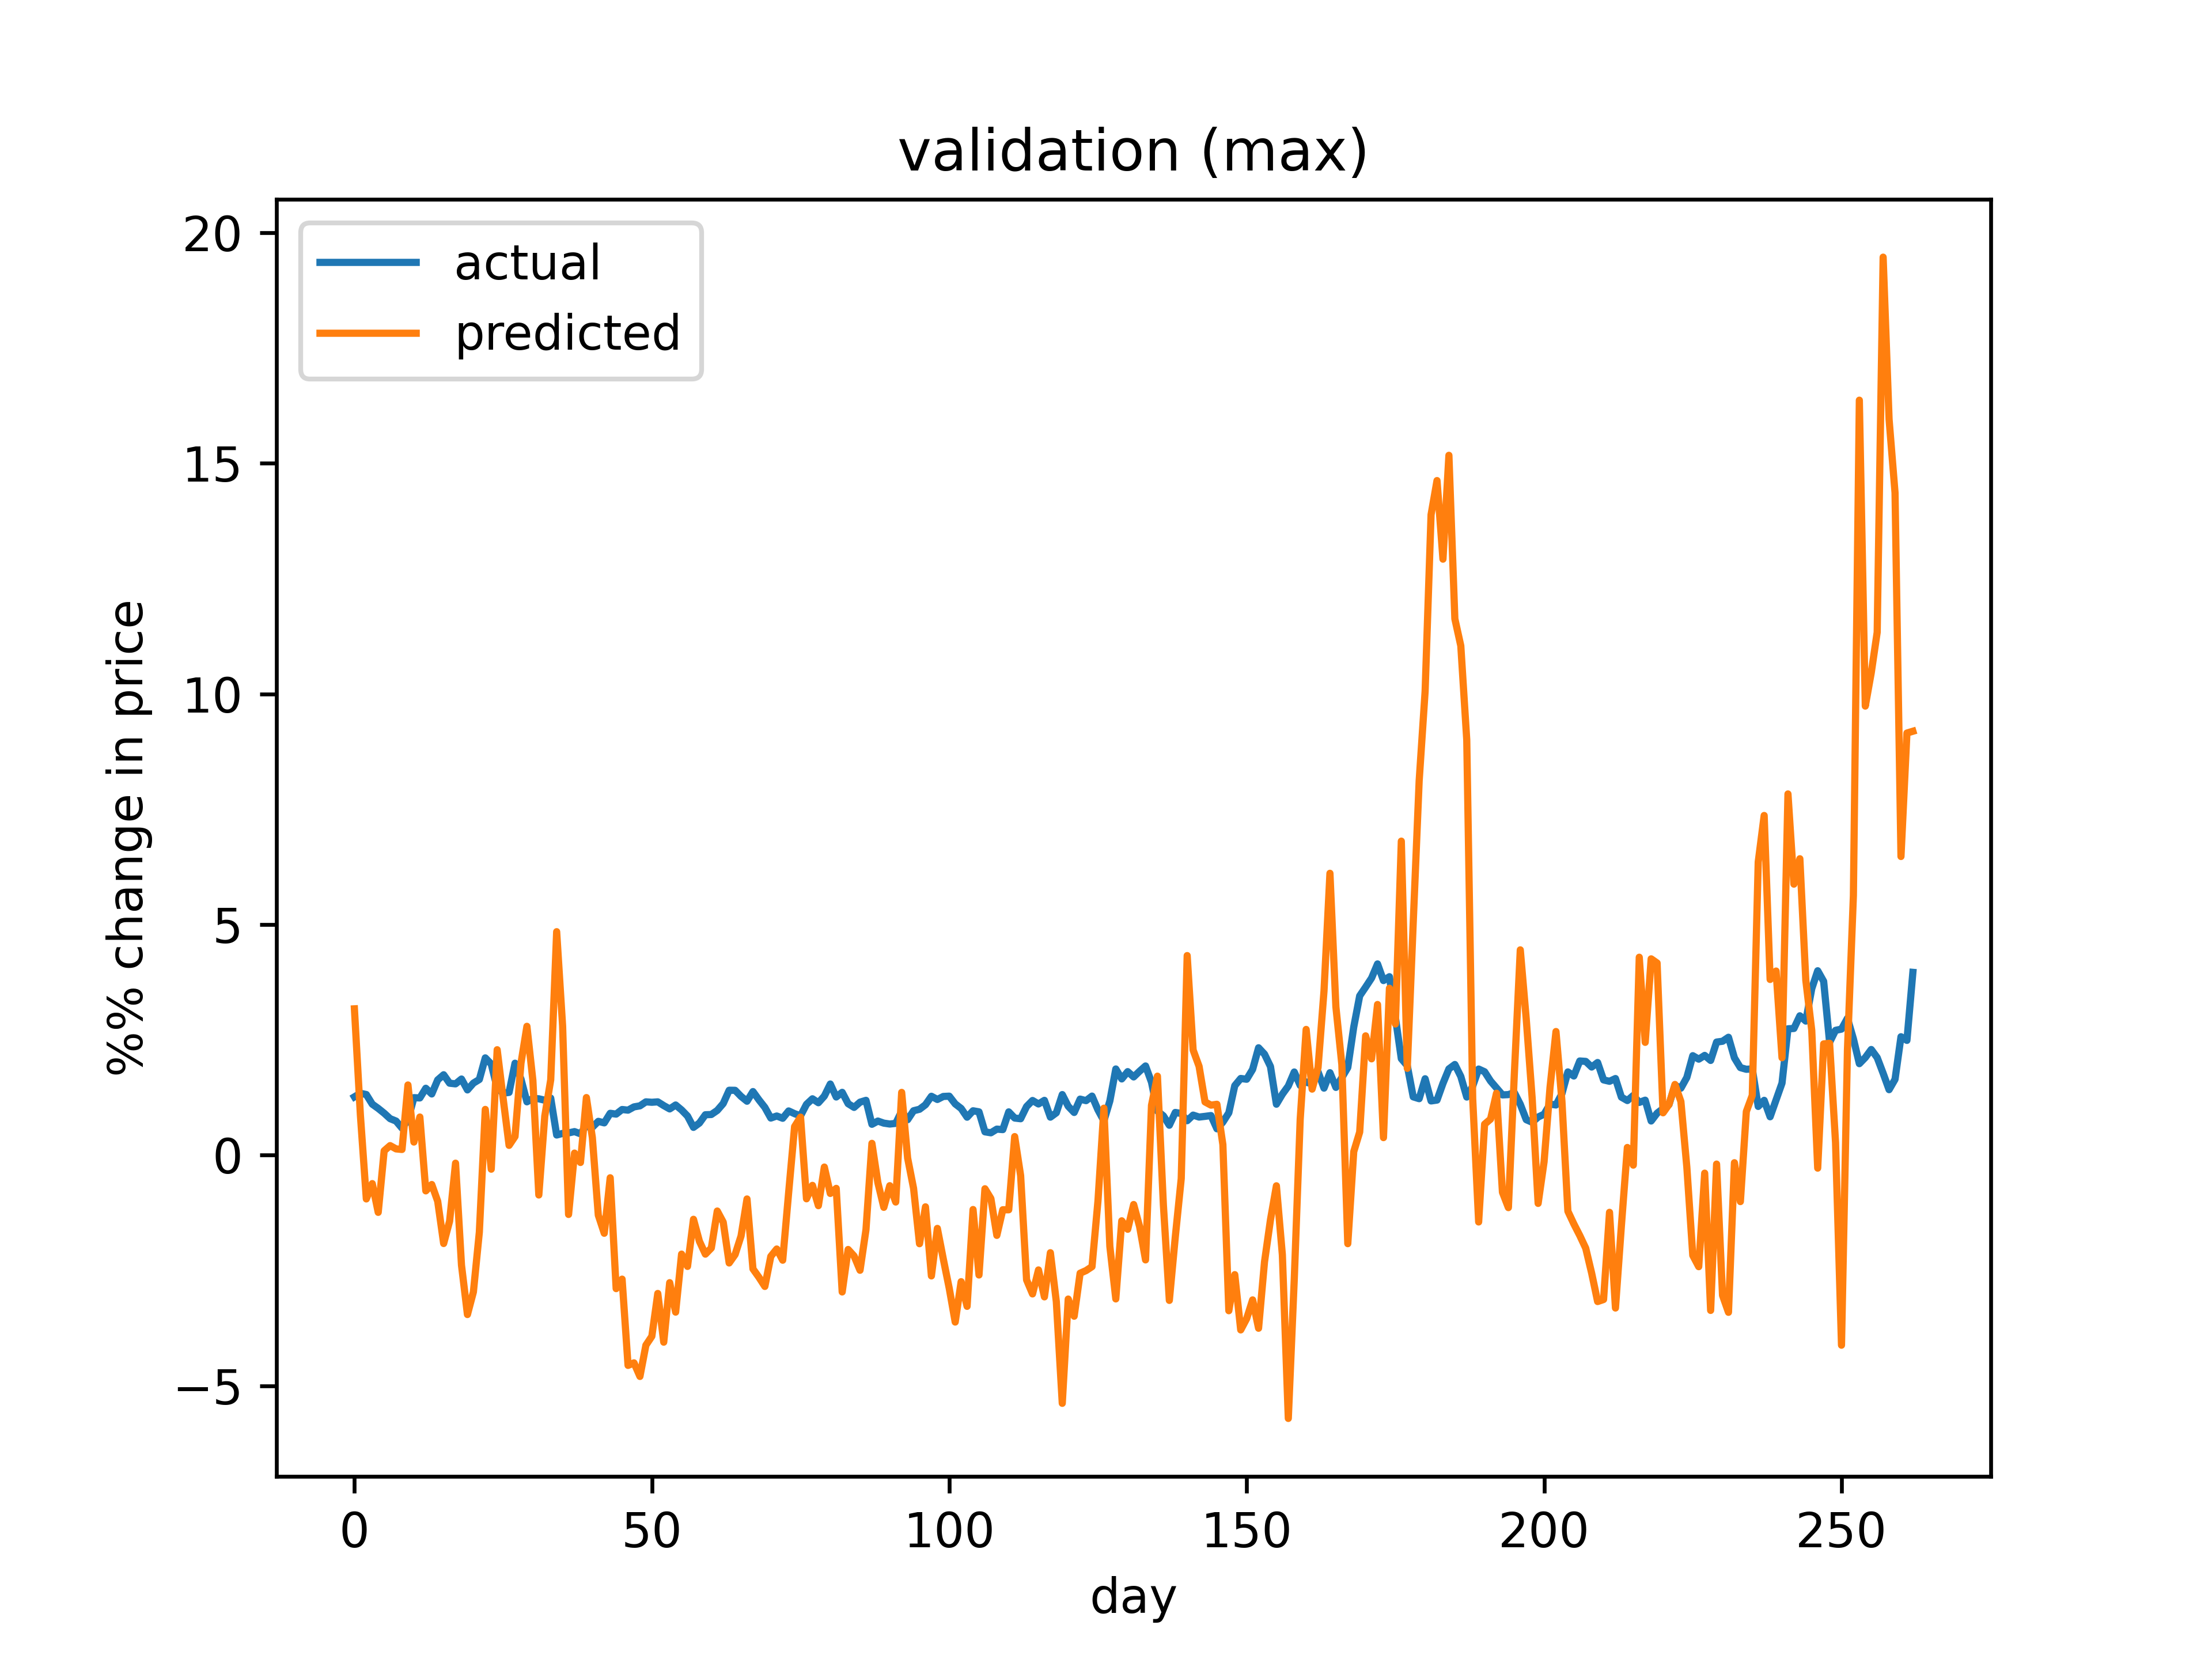 validation (max)
actual
predicted
%% change in price
20
15
10
5
0
−5
0 50 100 150 200 250
day